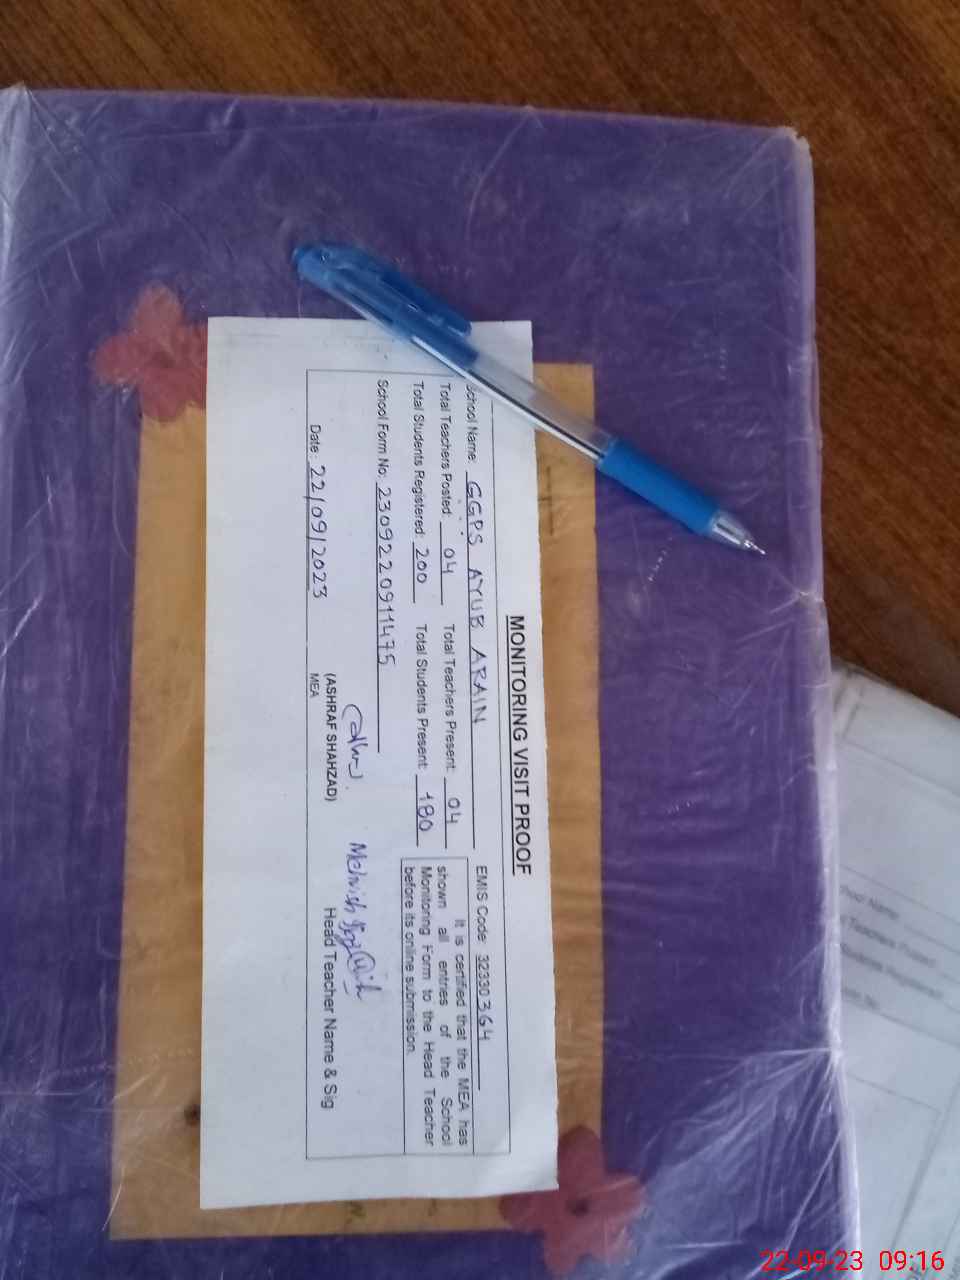 MONITORING VISIT PROOF
School Name: GGPS AYUB ARAIN EMIS Code: 32330364
Total Teachers Posted: 04 Total Teachers Present: 04
Total Students Registered: 200 Total Students Present: 180
School Form No: 2309220911475
It is certified that the MEA has
shown all entries of the School
Monitoring Form to the Head Teacher
before its online submission.
Date: 22/09/2023
(ASHRAF SHAHZAD)
MEA
Mehvish
Head Teacher Name & Sig
22-09-23 09:16